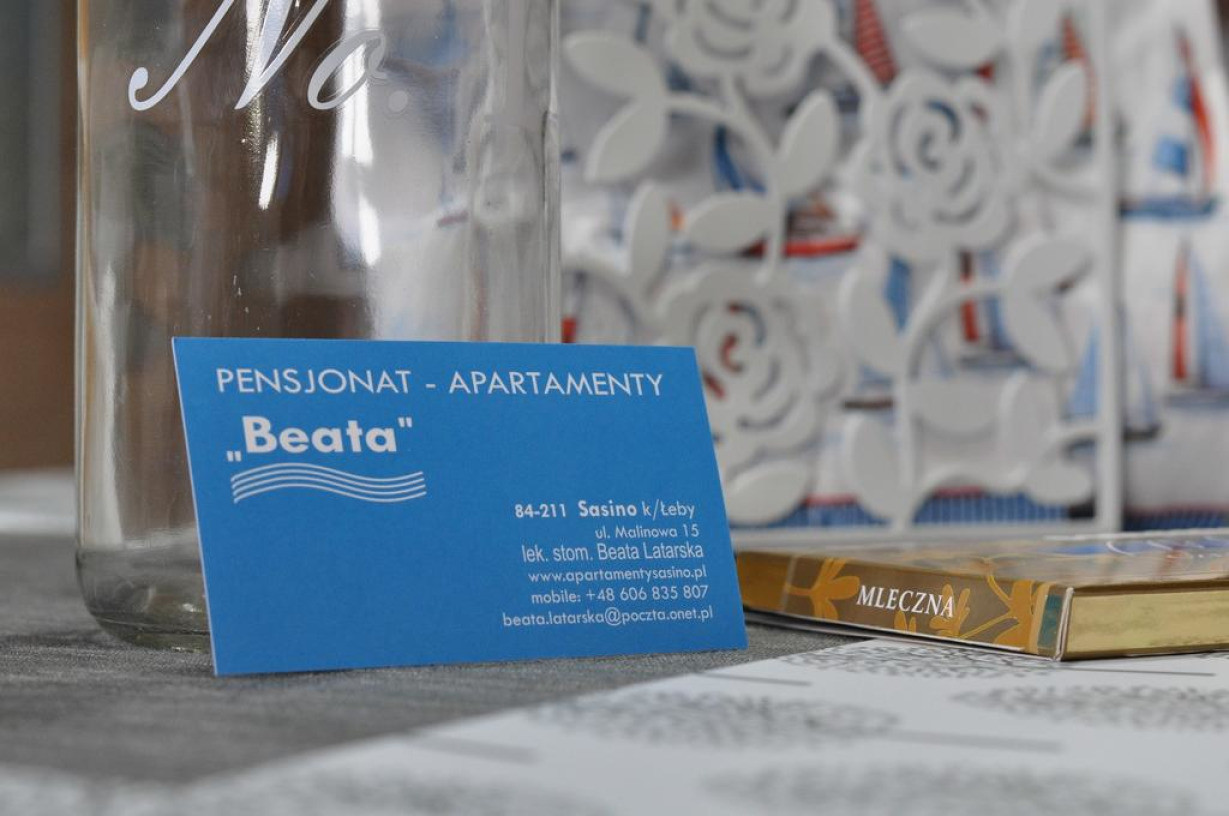 No.
PENSJONAT - APARTAMENTY
„Beata"
84-211 Sasino k/Łeby
ul. Malinowa 15
lek. stom. Beata Latarska
www.apartamentysasino.pl
mobile: +48 606 835 807
beata.latarska@poczta.onet.pl
MLECZNA